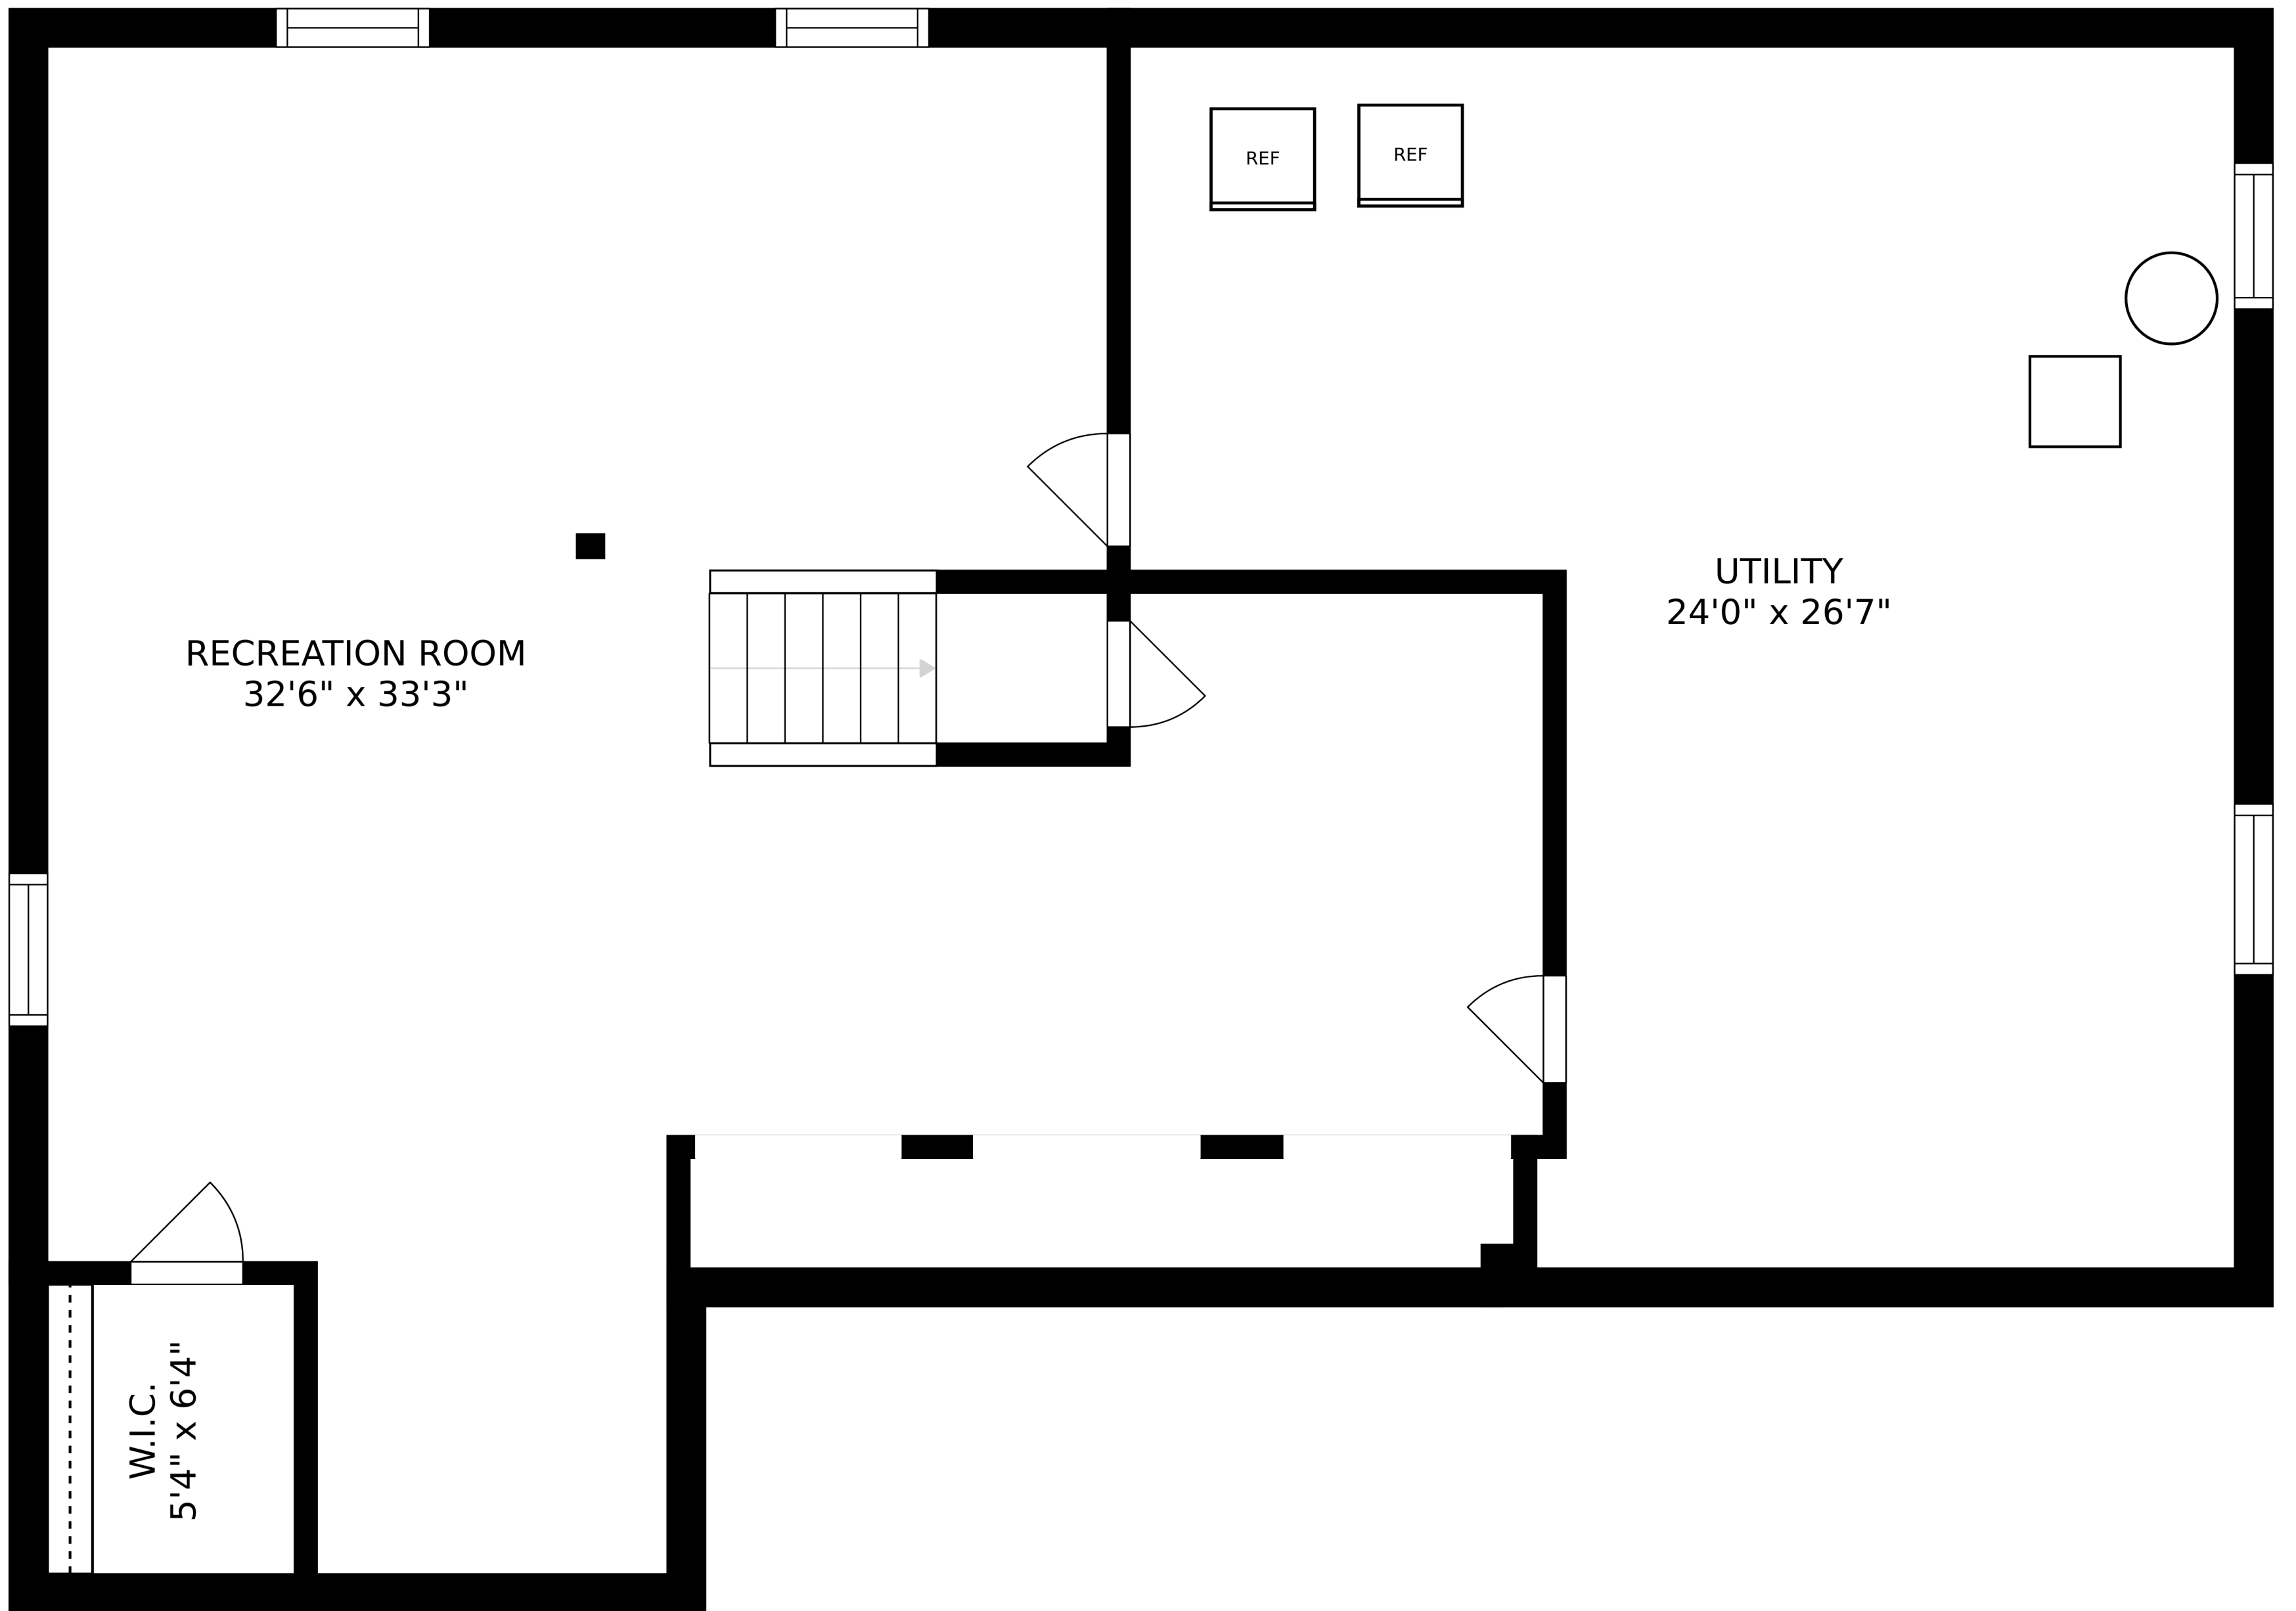 REF
REF
UTILITY
24'0" x 26'7"
RECREATION ROOM
32'6" x 33'3"
W.I.C.
5'4" x 6'4"